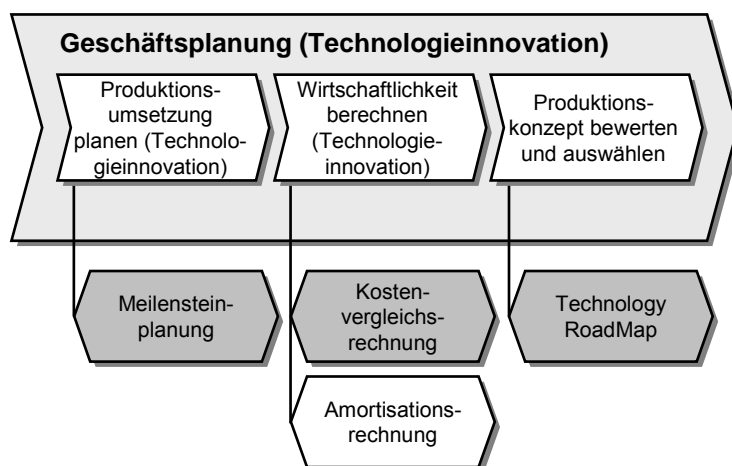 Geschäftsplanung (Technologieinnovation)
Produktions-
umsetzung
planen (Technolo-
gieinnovation)
Wirtschaftlichkeit
berechnen
(Technologie-
innovation)
Produktions-
konzept bewerten
und auswählen
Meilenstein-
planung
Kosten-
vergleichs-
rechnung
Technology
RoadMap
Amortisations-
rechnung